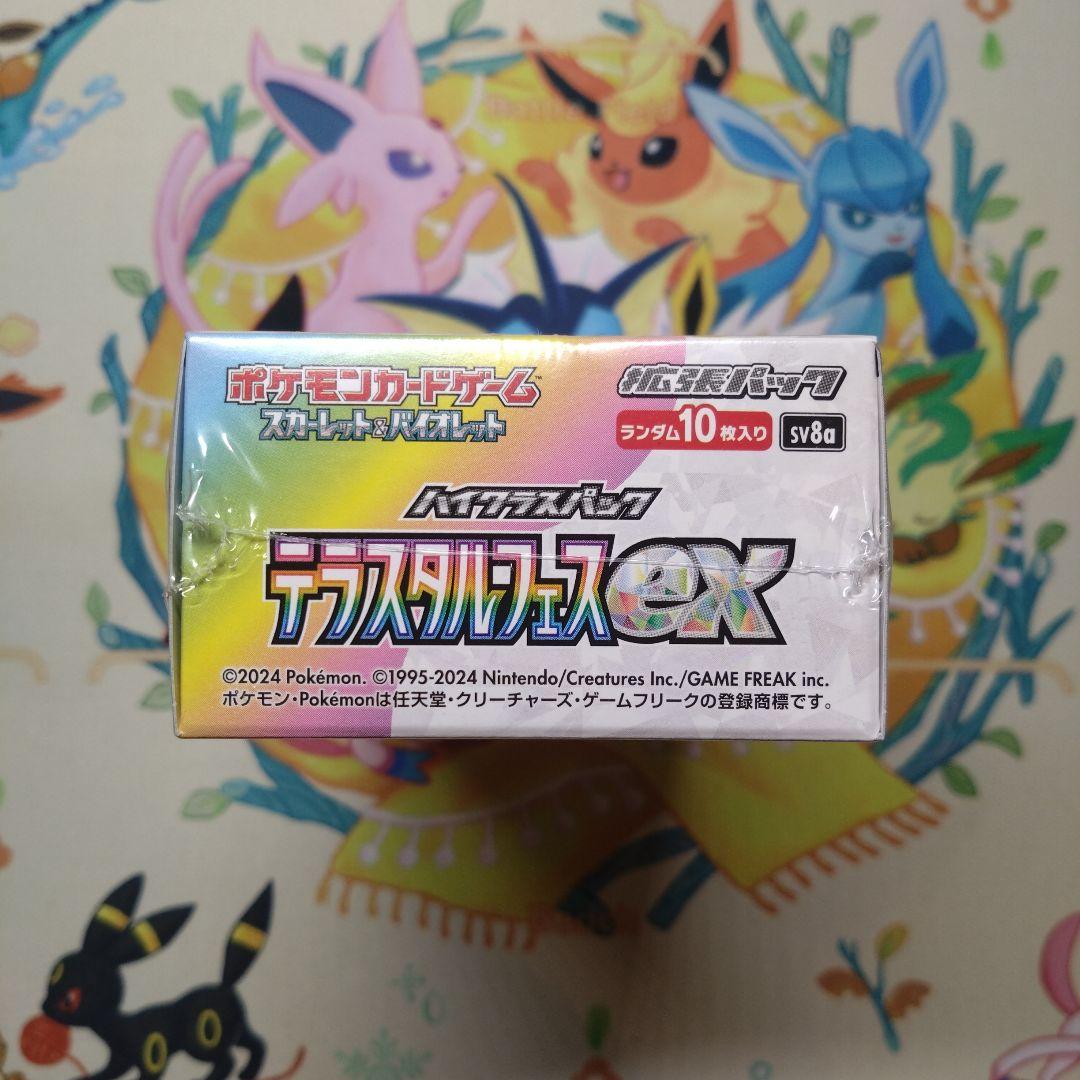 ポケモンカードゲーム™
スカーレット&バイオレット
拡張パック
ランダム10枚入り
SV8a
ハイクラスパック
テラスタルフェスex
©2024 Pokémon. ©1995-2024 Nintendo/Creatures Inc./GAME FREAK inc.
ポケモン・Pokémonは任天堂・クリーチャーズ・ゲームフリークの登録商標です。